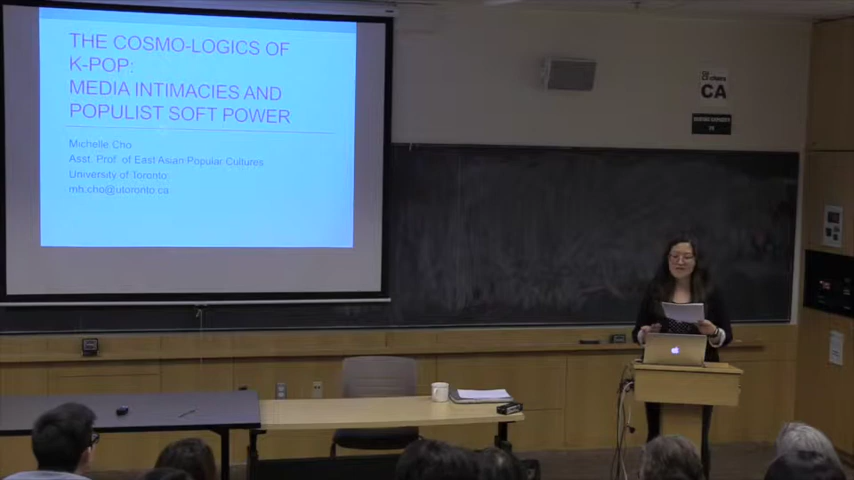 THE COSMO-LOGICS OF
K-POP:
MEDIA INTIMACIES AND
POPULIST SOFT POWER
Michelle Cho
Asst. Prof. of East Asian Popular Cultures
University of Toronto
mh.cho@utoronto.ca
CA